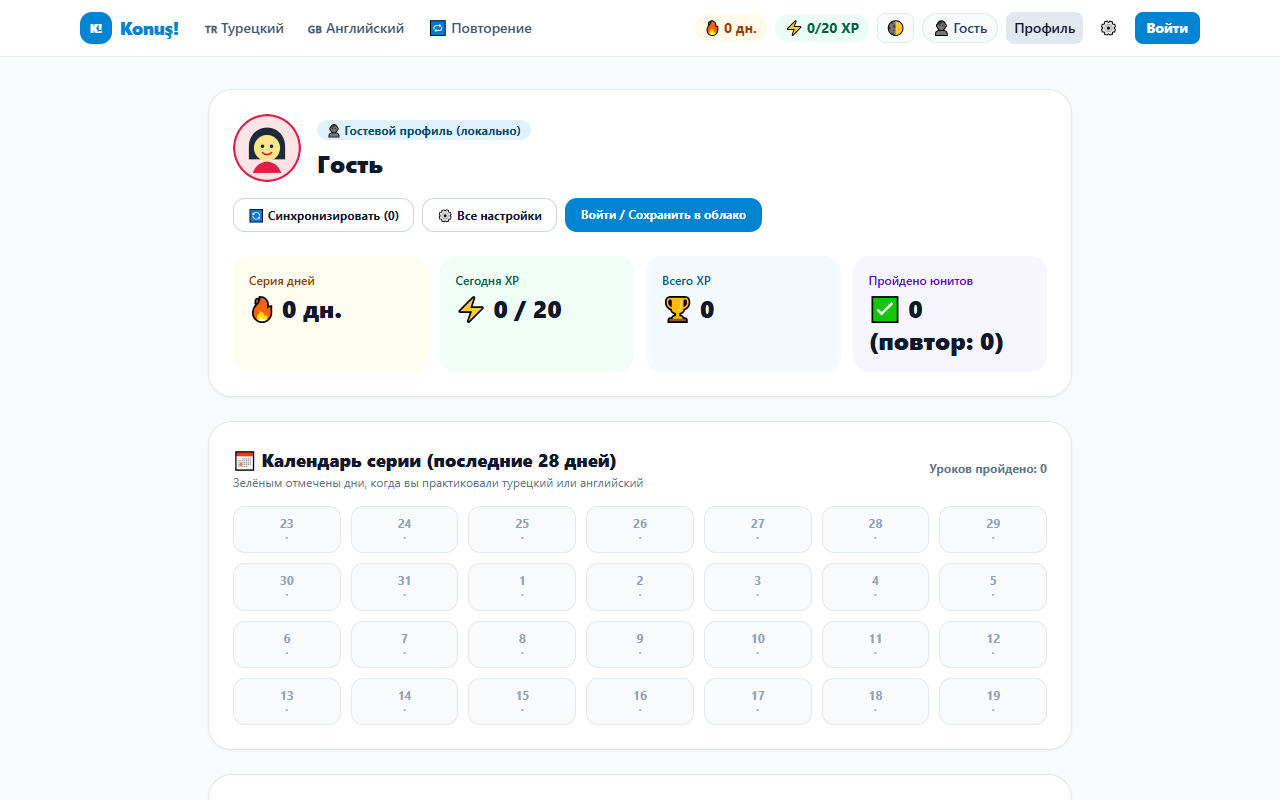 K! Konuş! TR Турецкий GB Английский Повторение 0 дн. 0/20 XP Гость Профиль Войти
Гостевой профиль (локально)
Гость
Синхронизировать (0) Все настройки Войти / Сохранить в облако
Серия дней Сегодня XP Всего XP Пройдено юнитов
0 дн. 0 / 20 0 0
(повтор: 0)
Календарь серии (последние 28 дней)
Уроков пройдено: 0
Зелёным отмечены дни, когда вы практиковали турецкий или английский
23 24 25 26 27 28 29
30 31 1 2 3 4 5
6 7 8 9 10 11 12
13 14 15 16 17 18 19